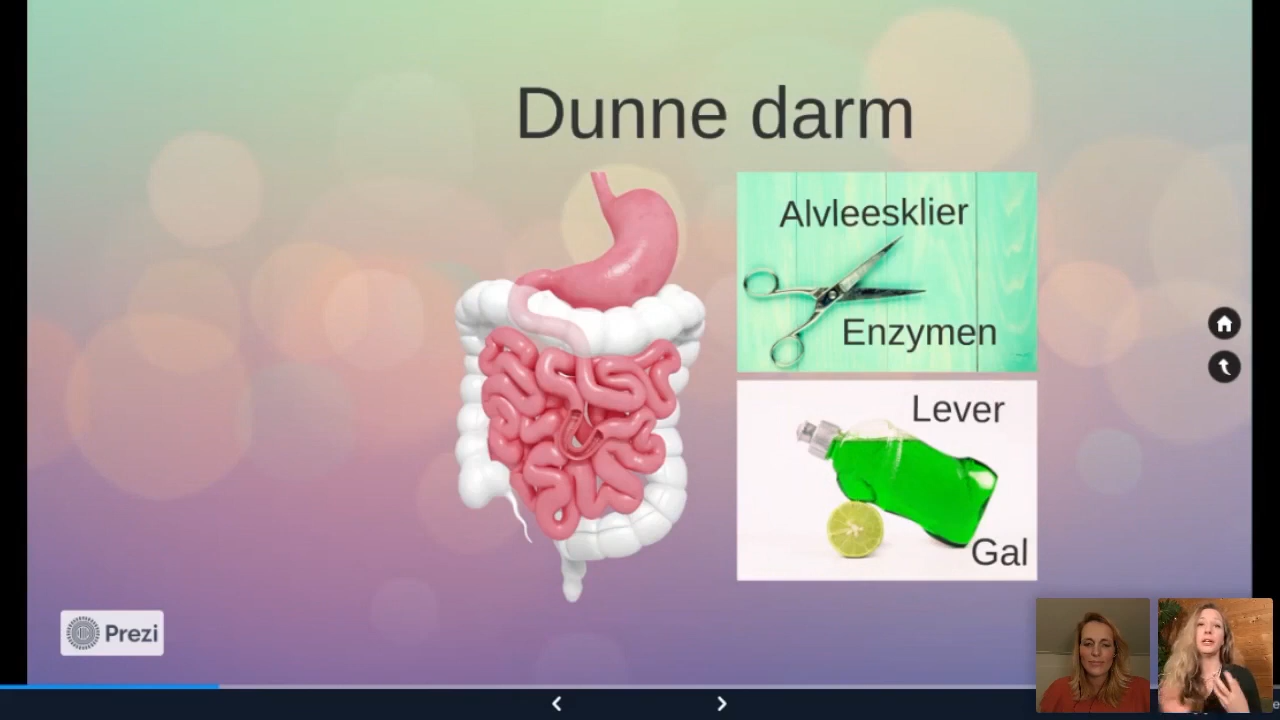 Dunne darm
Alvleesklier
Enzymen
Lever
Gal
Prezi